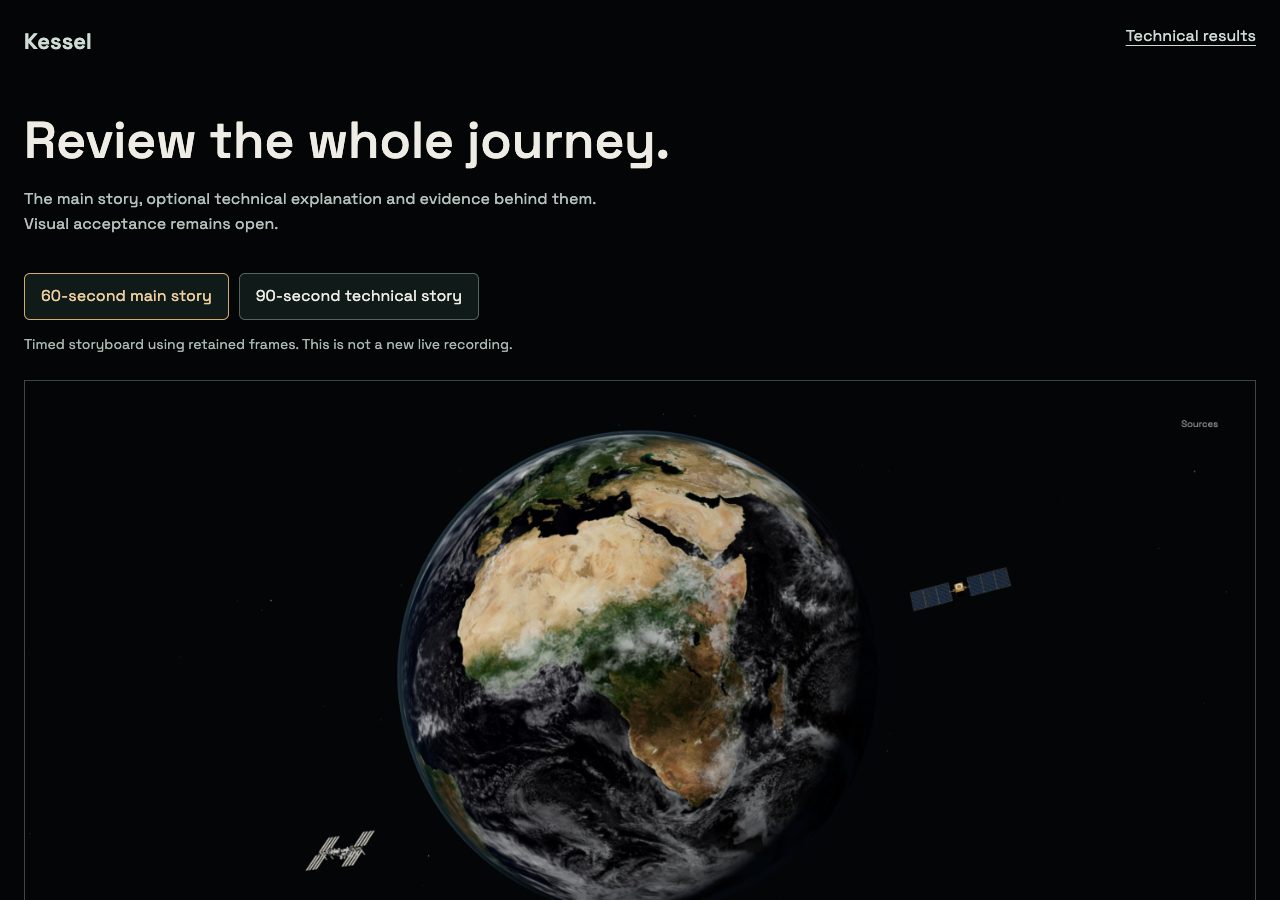 Kessel
Technical results
Review the whole journey.
The main story, optional technical explanation and evidence behind them.
Visual acceptance remains open.
60-second main story
90-second technical story
Timed storyboard using retained frames. This is not a new live recording.
Sources